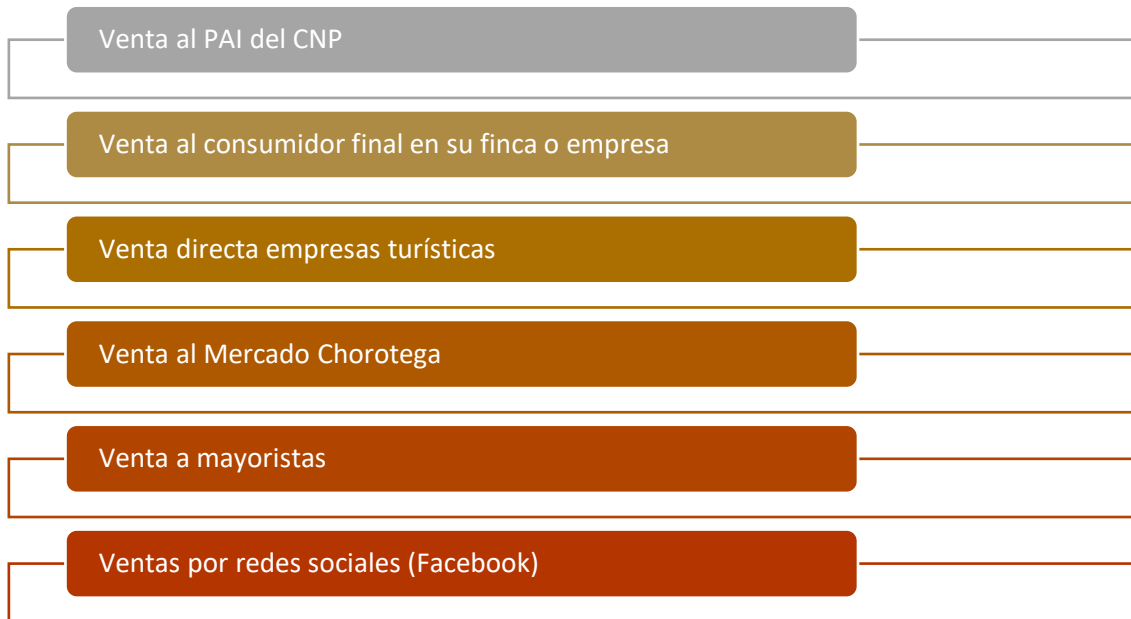 Venta al PAI del CNP
Venta al consumidor final en su finca o empresa
Venta directa empresas turísticas
Venta al Mercado Chorotega
Venta a mayoristas
Ventas por redes sociales (Facebook)